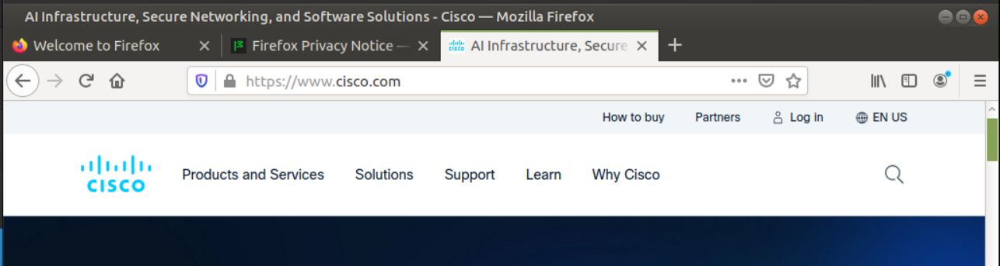 AI Infrastructure, Secure Networking, and Software Solutions - Cisco — Mozilla Firefox
Welcome to Firefox
Firefox Privacy Notice —
AI Infrastructure, Secure
https://www.cisco.com
How to buy
Partners
Log in
EN US
CISCO
Products and Services
Solutions
Support
Learn
Why Cisco